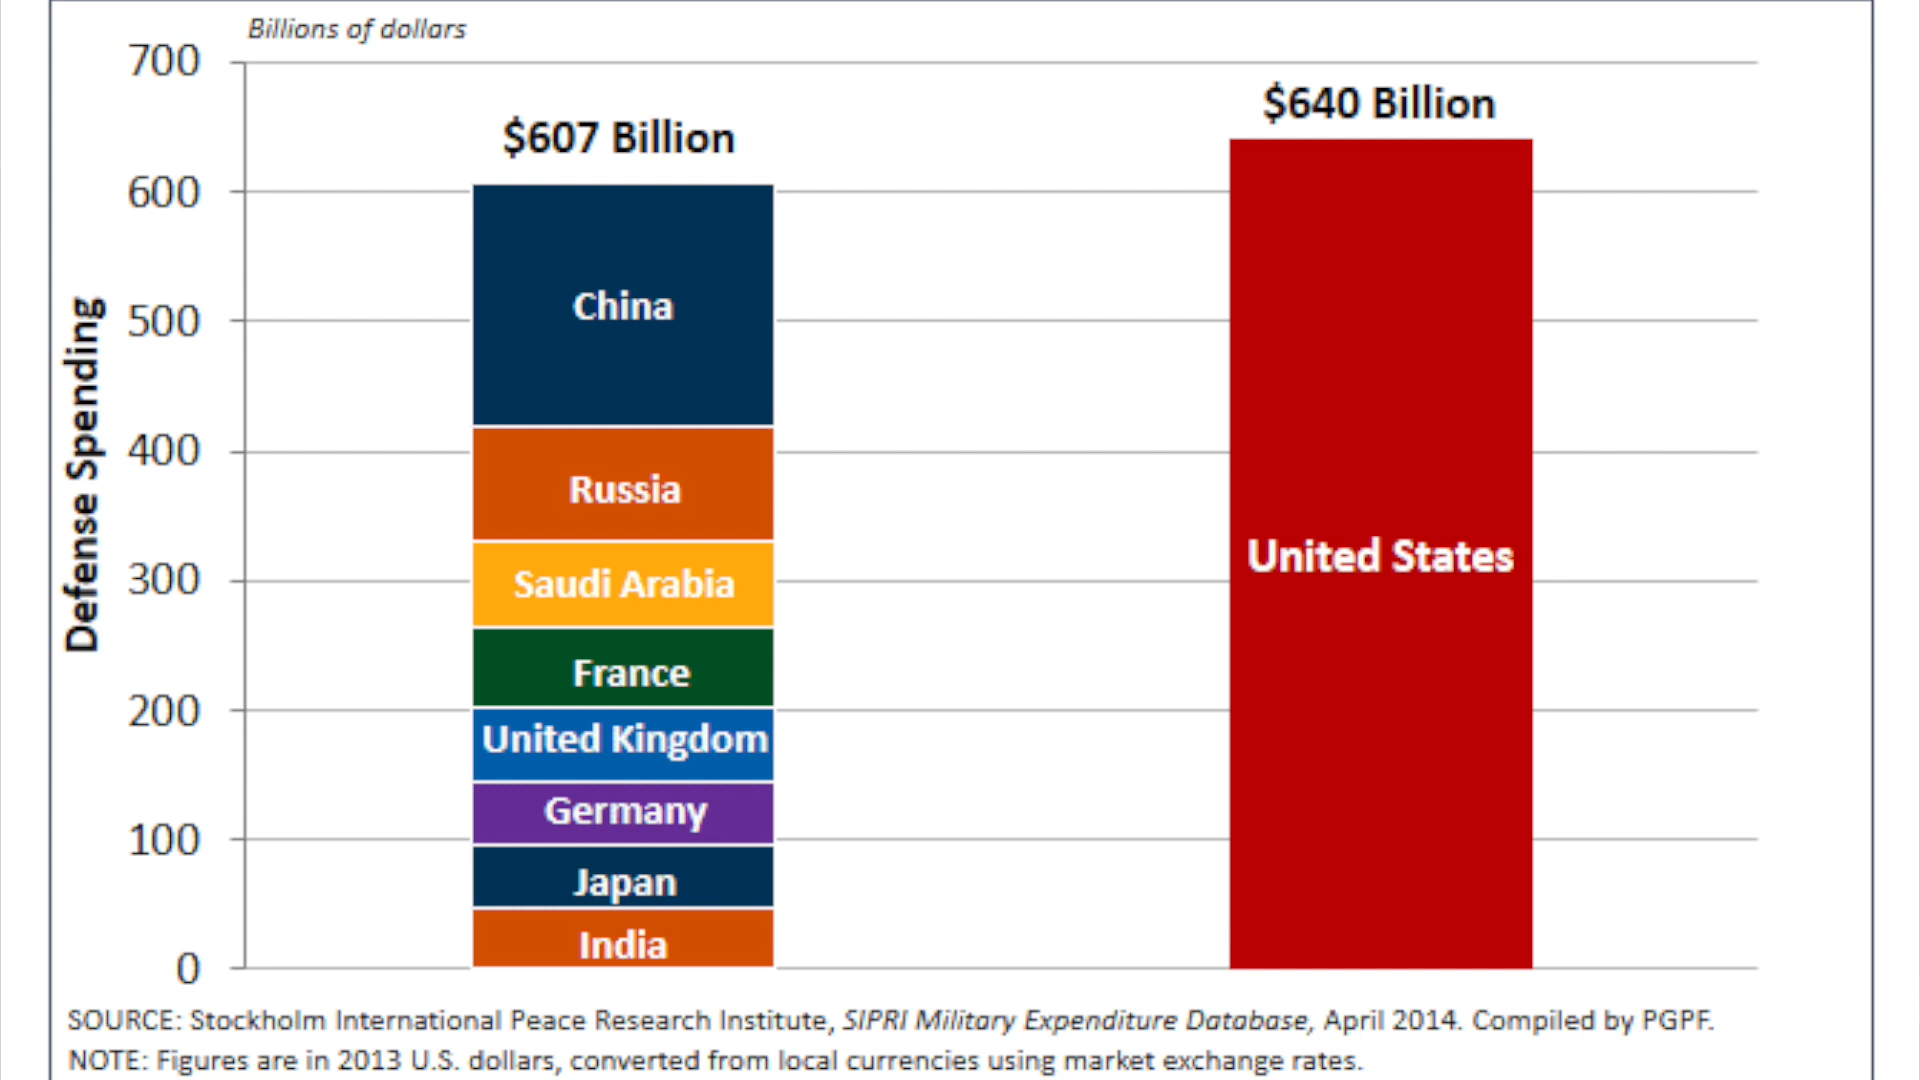 Billions of dollars
700
600
500
400
300
200
100
0
Defense Spending
$607 Billion
China
Russia
Saudi Arabia
France
United Kingdom
Germany
Japan
India
$640 Billion
United States
SOURCE: Stockholm International Peace Research Institute, SIPRI Military Expenditure Database, April 2014. Compiled by PGPF.
NOTE: Figures are in 2013 U.S. dollars, converted from local currencies using market exchange rates.